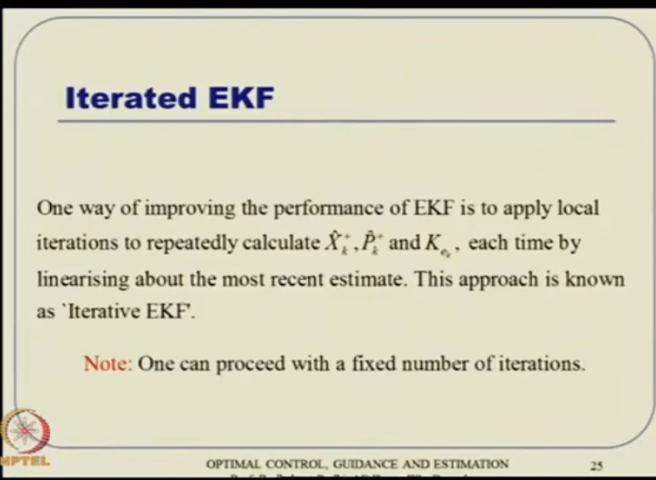 Iterated EKF
One way of improving the performance of EKF is to apply local
iterations to repeatedly calculate X̂ₖ⁺, P̂ₖ⁺ and Kₑₖ, each time by
linearising about the most recent estimate. This approach is known
as `Iterative EKF'.
Note: One can proceed with a fixed number of iterations.
NPTEL
OPTIMAL CONTROL, GUIDANCE AND ESTIMATION
25